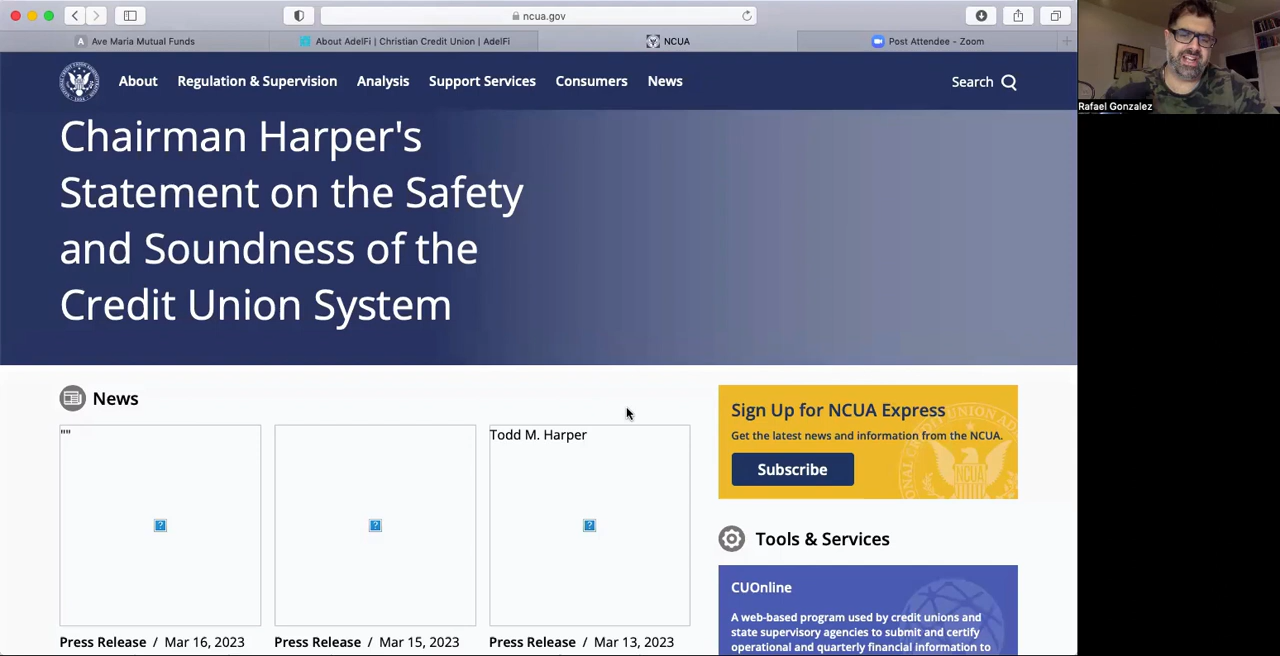 ncua.gov
Ave Maria Mutual Funds
About AdelFi | Christian Credit Union | AdelFi
NCUA
Post Attendee - Zoom
Rafael Gonzalez
About
Regulation & Supervision
Analysis
Support Services
Consumers
News
Search
Chairman Harper's
Statement on the Safety
and Soundness of the
Credit Union System
News
""
Todd M. Harper
Press Release / Mar 16, 2023
Press Release / Mar 15, 2023
Press Release / Mar 13, 2023
Sign Up for NCUA Express
Get the latest news and information from the NCUA.
Subscribe
Tools & Services
CUOnline
A web-based program used by credit unions and
state supervisory agencies to submit and certify
operational and quarterly financial information to